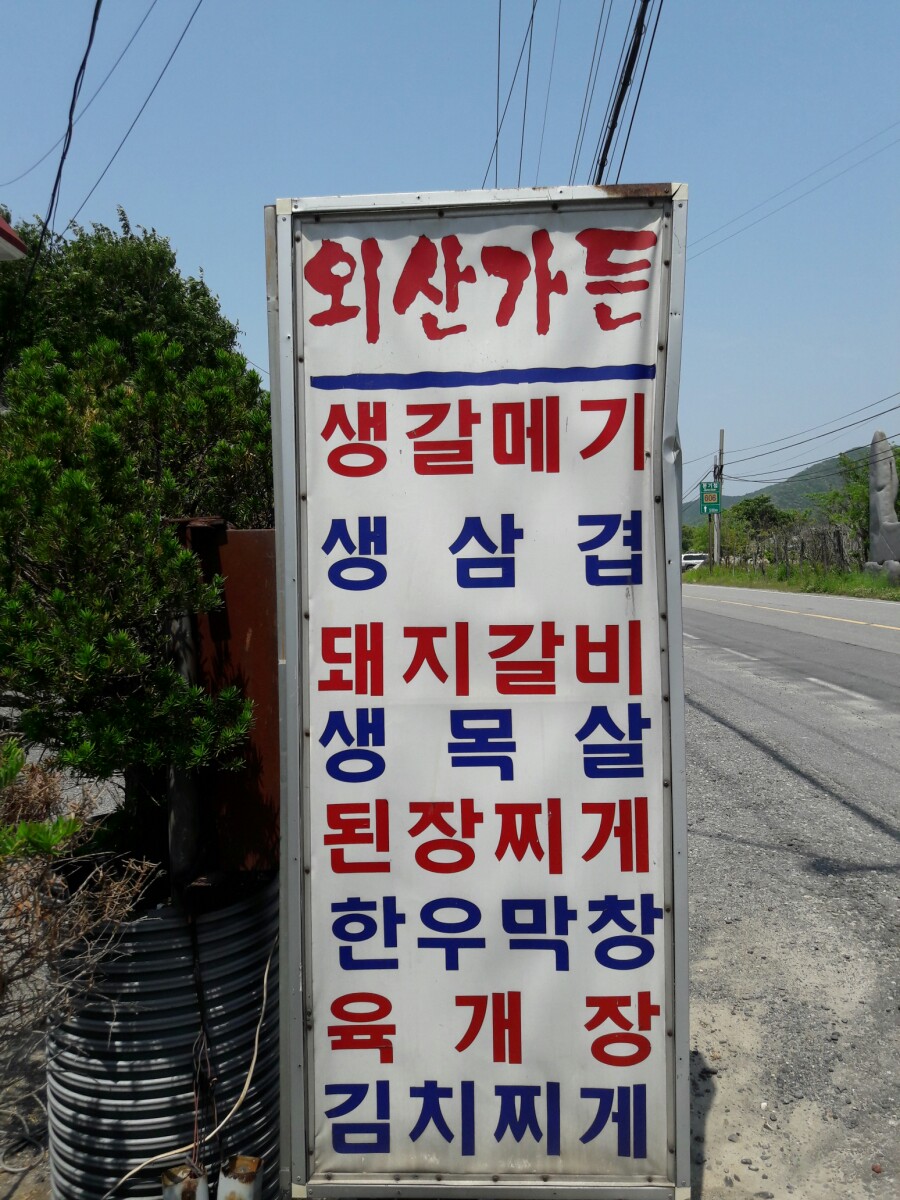 외산가든
생갈메기
생 삼 겹
돼지갈비
생 목 살
된장찌게
한우막창
육 개 장
김치찌게
606